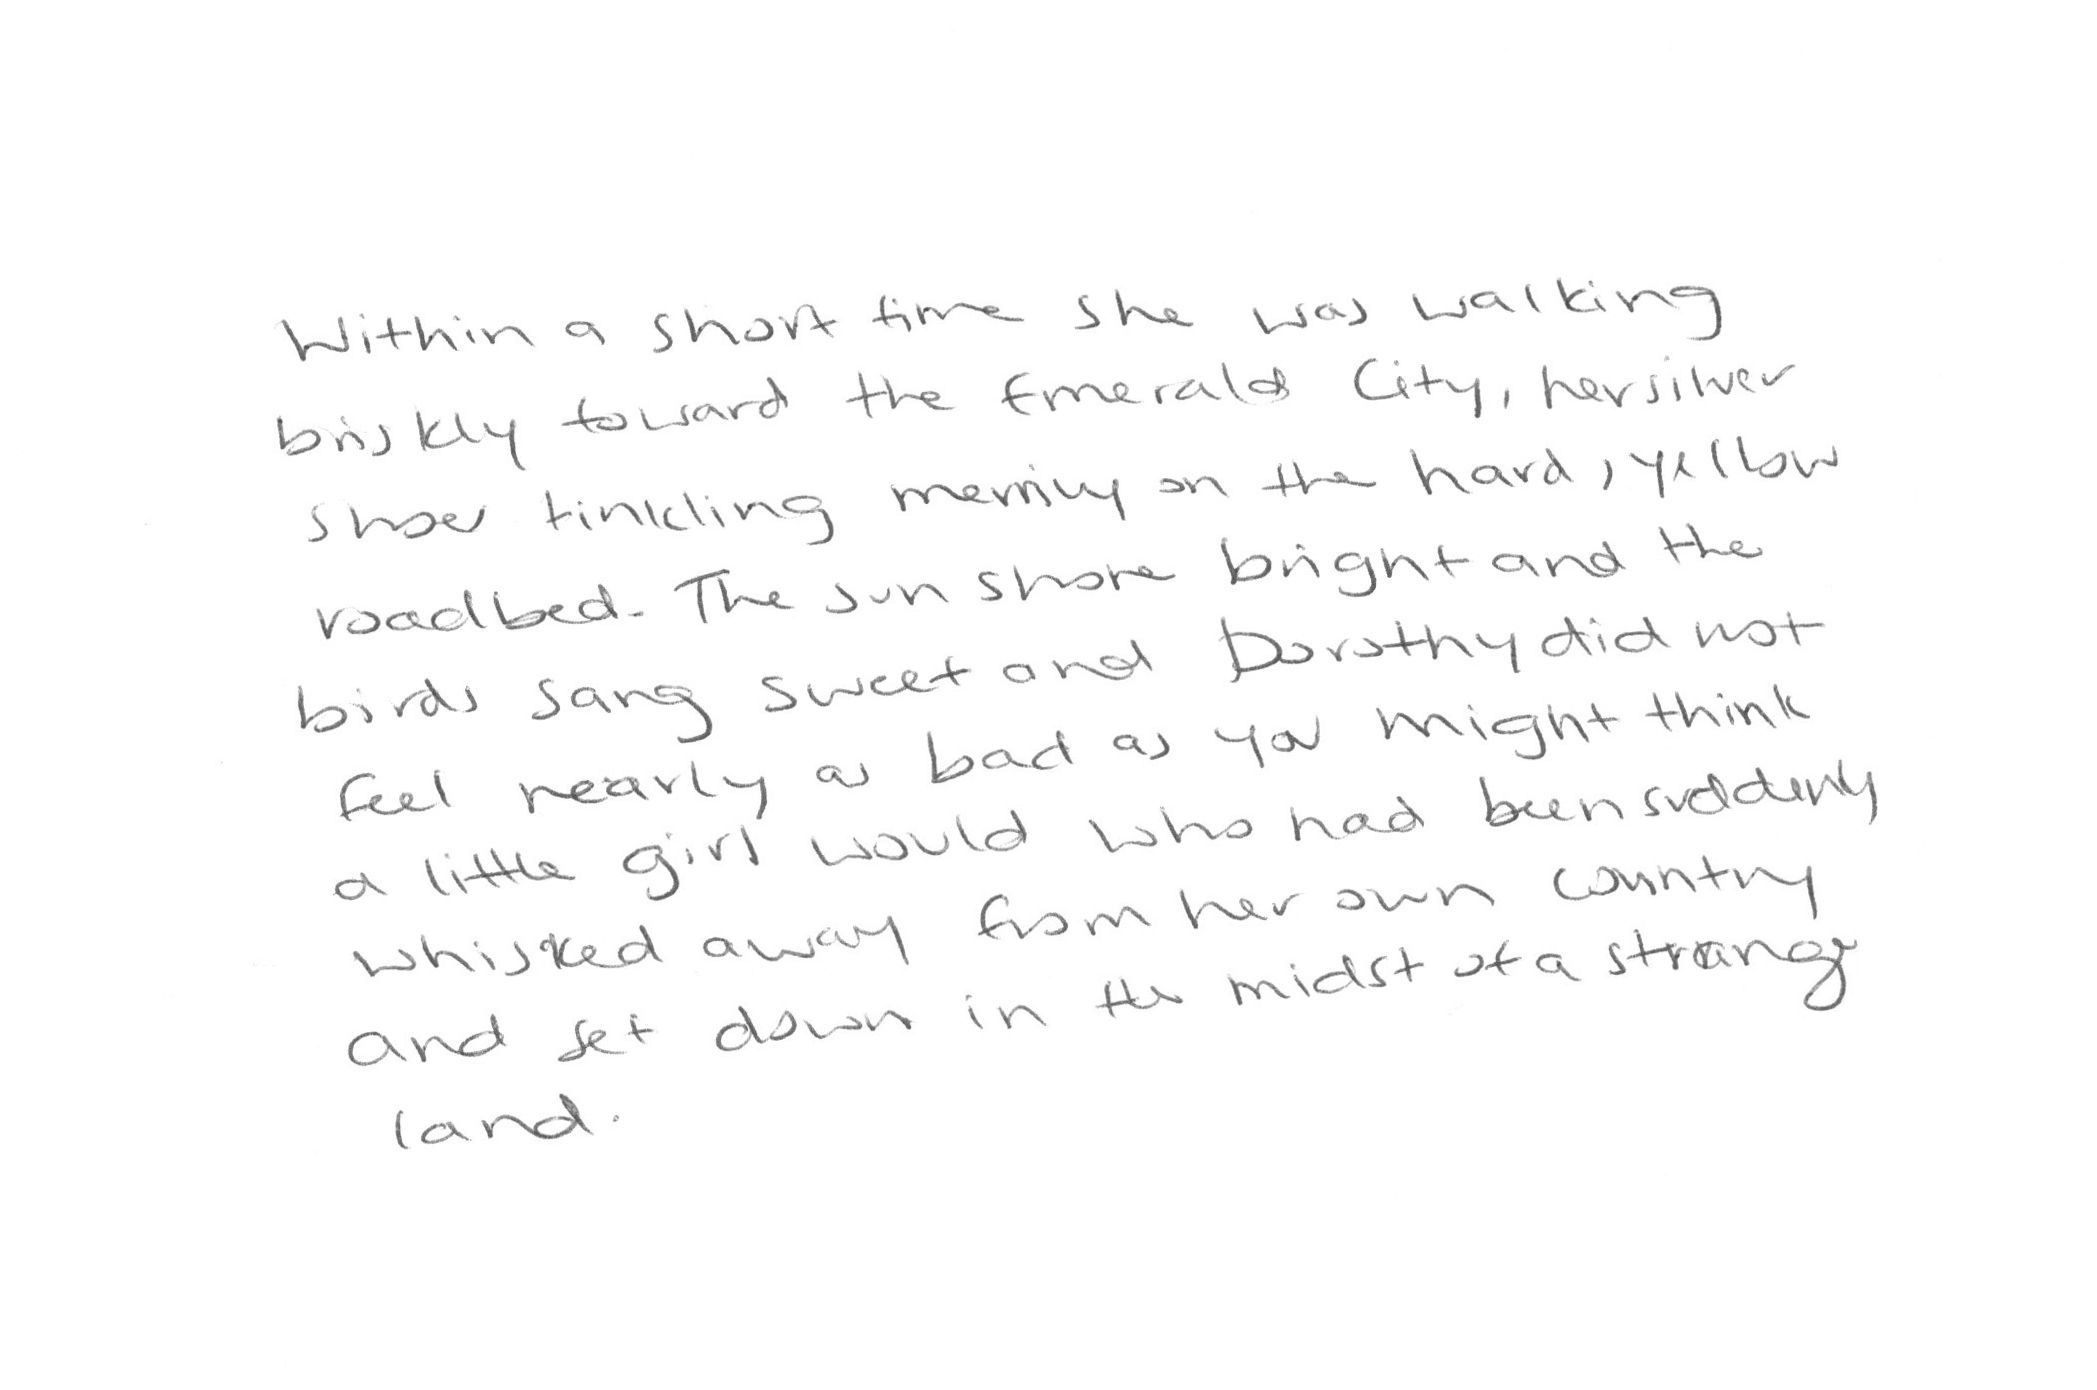 Within a short time she was walking
briskly toward the Emerald City, her silver
shoes tinkling merrily on the hard, yellow
roadbed. The sun shone bright and the
birds sang sweet and Dorothy did not
feel nearly as bad as you might think
a little girl would who had been suddenly
whisked away from her own country
and set down in the midst of a strange
land.